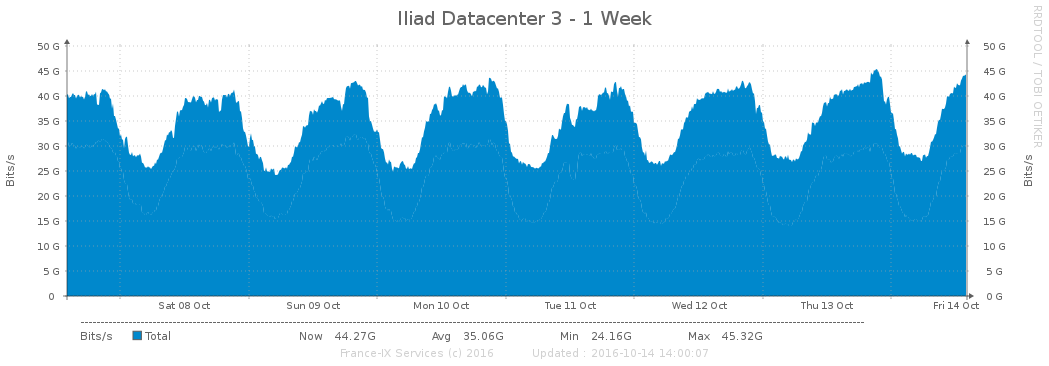 Iliad Datacenter 3 - 1 Week
RRDTOOL / TOBI OETIKER
50 G 50 G
45 G 45 G
40 G 40 G
35 G 35 G
30 G 30 G
25 G 25 G
20 G 20 G
15 G 15 G
10 G 10 G
5 G 5 G
0 0 G
Bits/s
Bits/s
Sat 08 Oct Sun 09 Oct Mon 10 Oct Tue 11 Oct Wed 12 Oct Thu 13 Oct Fri 14 Oct
Bits/s Total Now 44.27G Avg 35.06G Min 24.16G Max 45.32G
France-IX Services (c) 2016 Updated : 2016-10-14 14:00:07